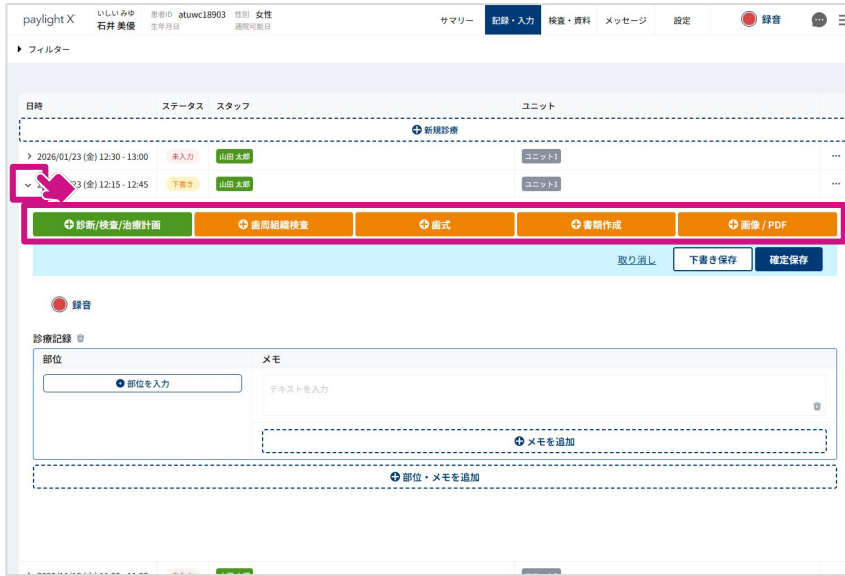 paylight X いしい みゆ 患者ID atuwc18903 性別 女性
石井 美優 生年月日 通院可能日
サマリー 記録・入力 検査・資料 メッセージ 設定 録音
フィルター
日時 ステータス スタッフ ユニット
新規診療
2026/01/23 (金) 12:30 - 13:00 未入力 山田 太郎 ユニット1
/23 (金) 12:15 - 12:45 下書き 山田 太郎 ユニット1
診断/検査/治療計画 歯周組織検査 歯式 書類作成 画像 / PDF
取り消し 下書き保存 確定保存
録音
診療記録
部位 メモ
部位を入力 テキストを入力
メモを追加
部位・メモを追加